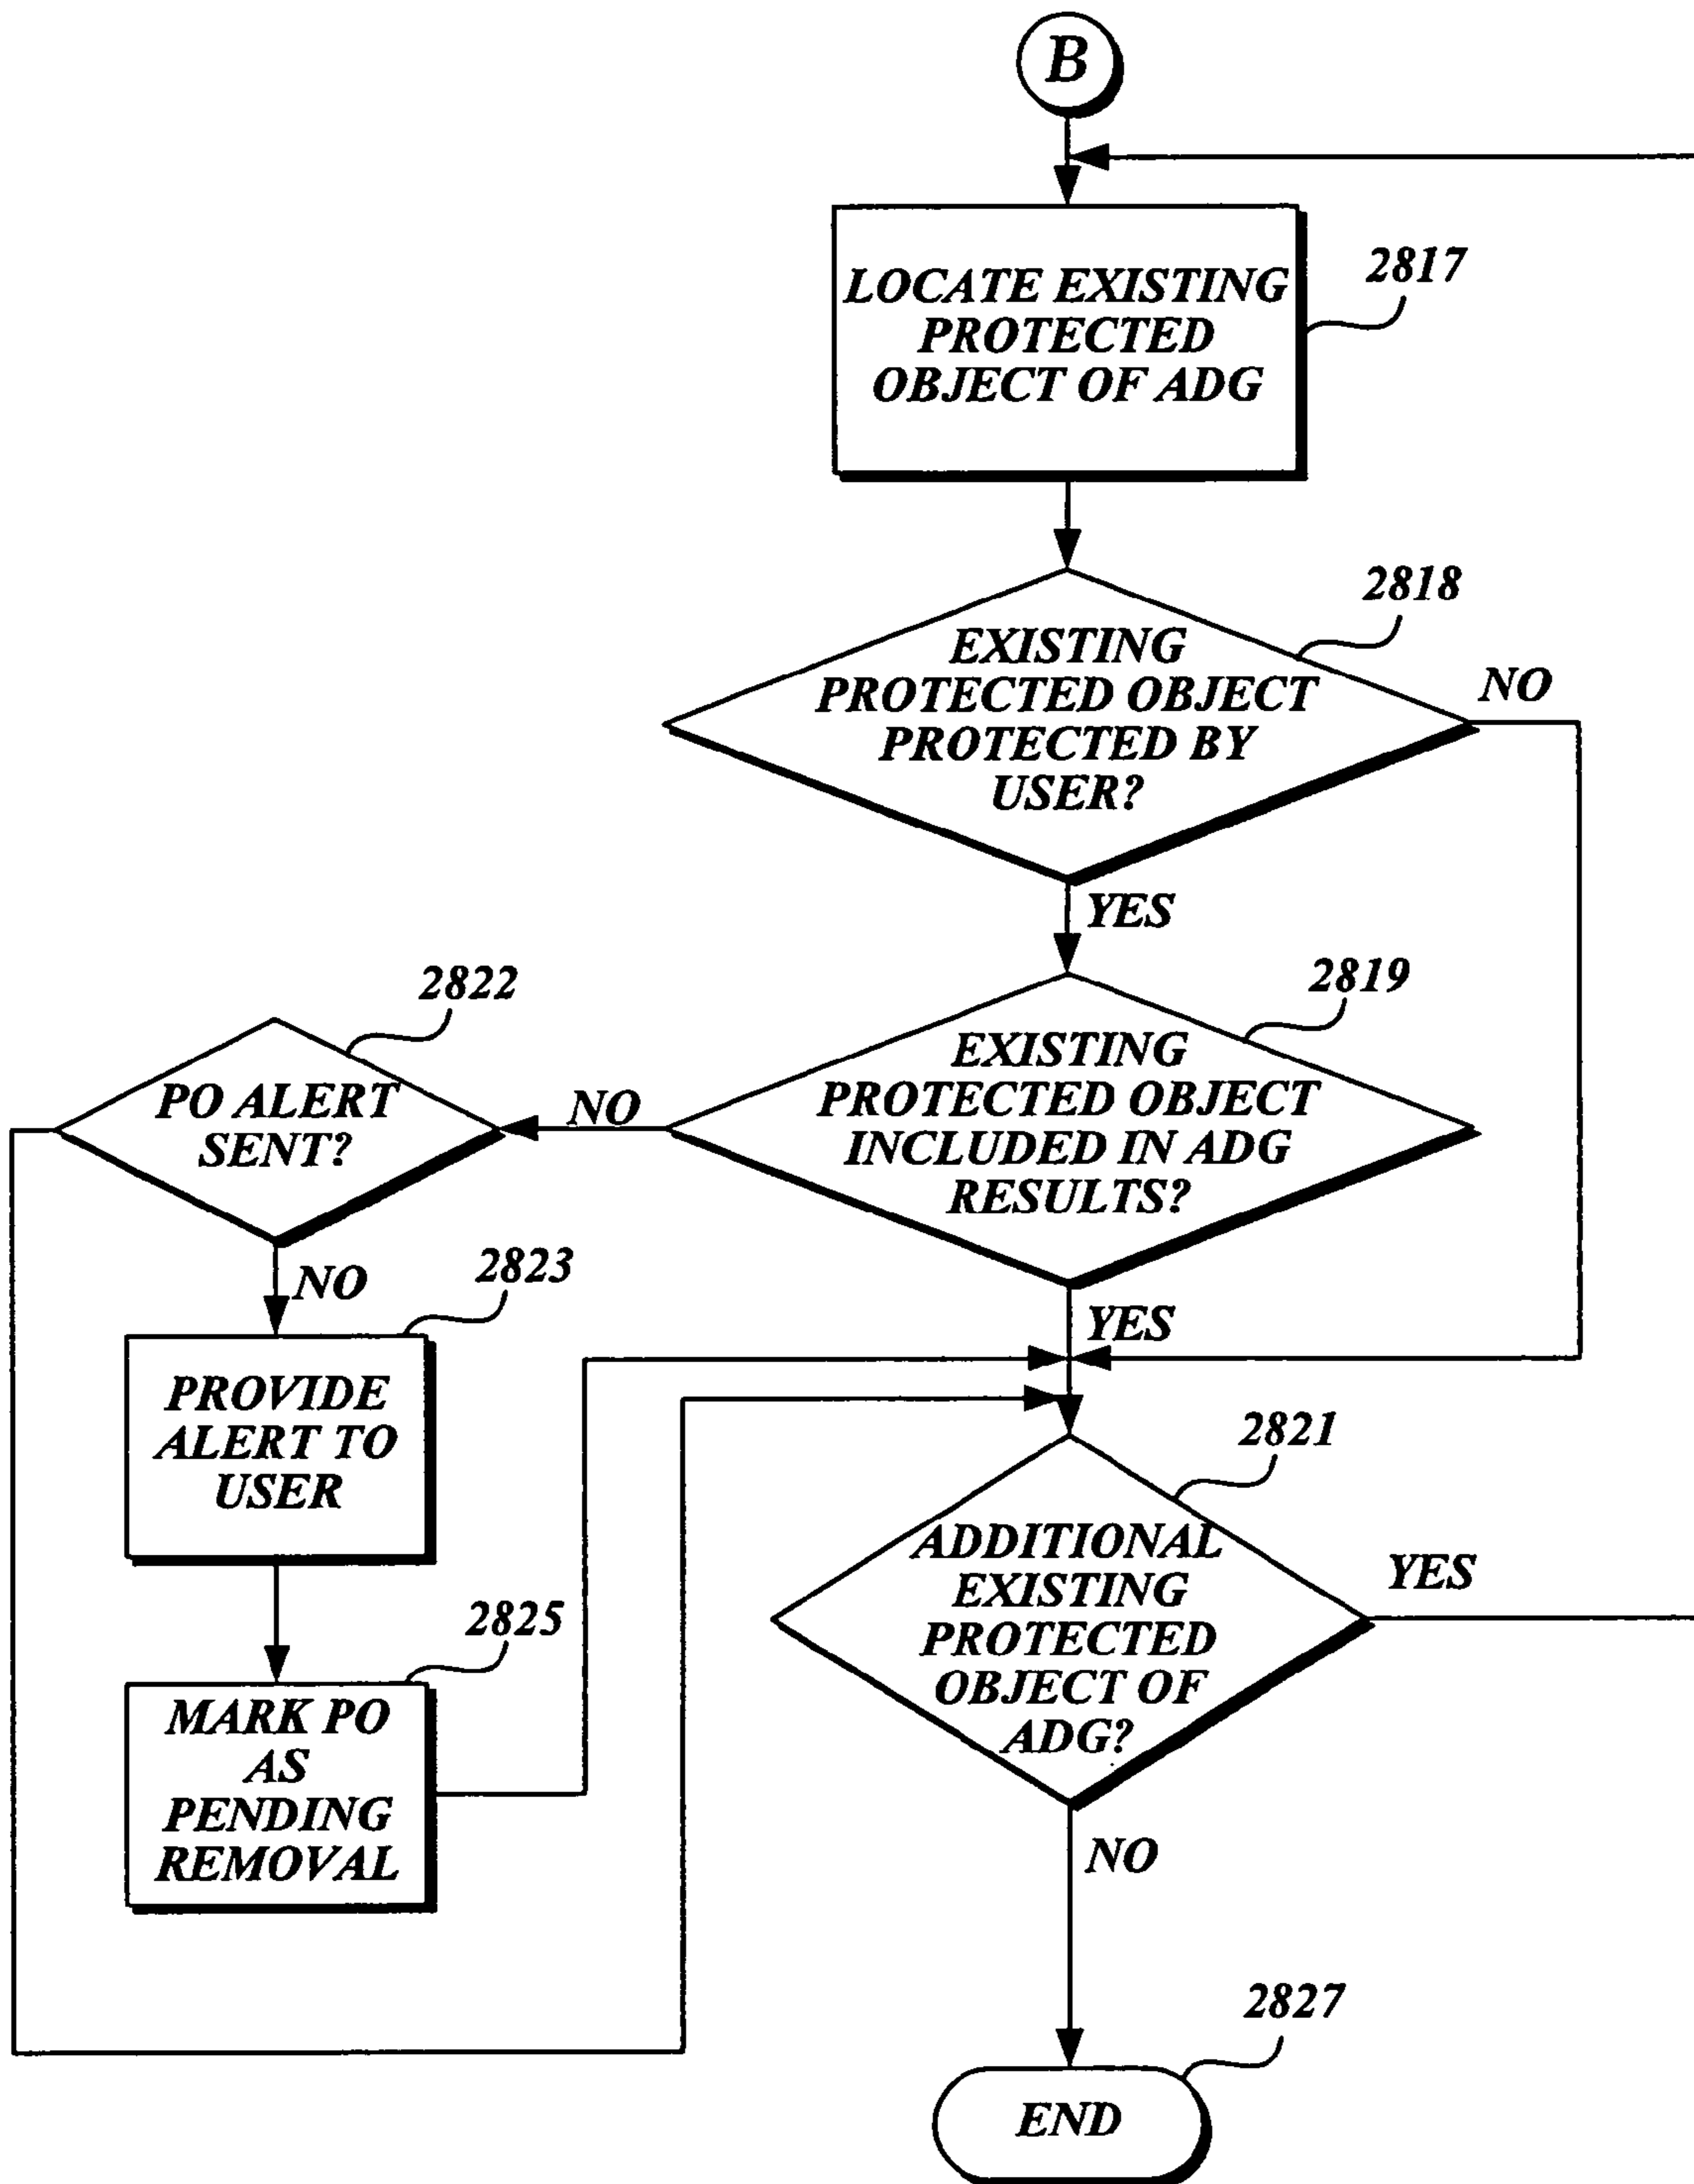 B
LOCATE EXISTING
PROTECTED
OBJECT OF ADG
2817
2818
EXISTING
PROTECTED OBJECT
PROTECTED BY
USER?
NO
YES
2819
EXISTING
PROTECTED OBJECT
INCLUDED IN ADG
RESULTS?
NO
YES
2822
PO ALERT
SENT?
NO
2823
PROVIDE
ALERT TO
USER
2825
MARK PO
AS
PENDING
REMOVAL
2821
ADDITIONAL
EXISTING
PROTECTED
OBJECT OF
ADG?
YES
NO
2827
END